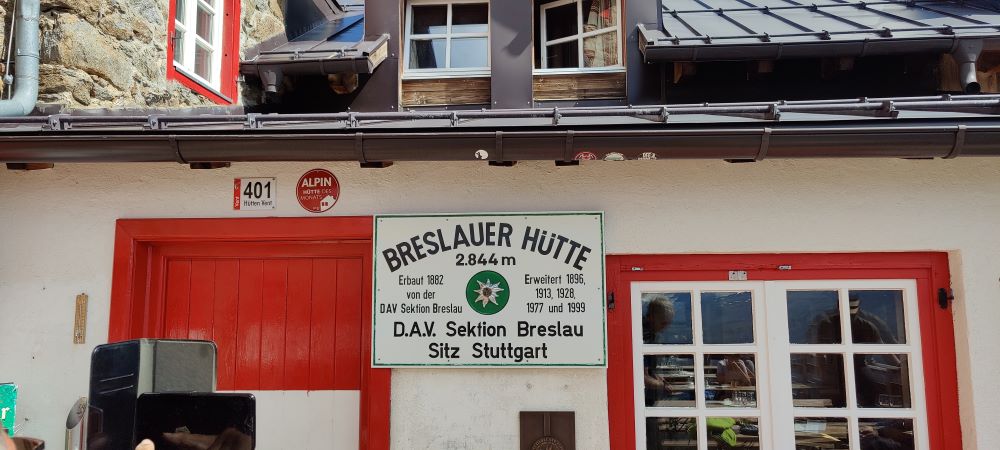 401
Hütten Vent
ALPIN
HÜTTE DES
MONATS
BRESLAUER HÜTTE
2.844 m
Erbaut 1882
von der
DAV Sektion Breslau
Erweitert 1896,
1913, 1928,
1977 und 1999
D.A.V. Sektion Breslau
Sitz Stuttgart